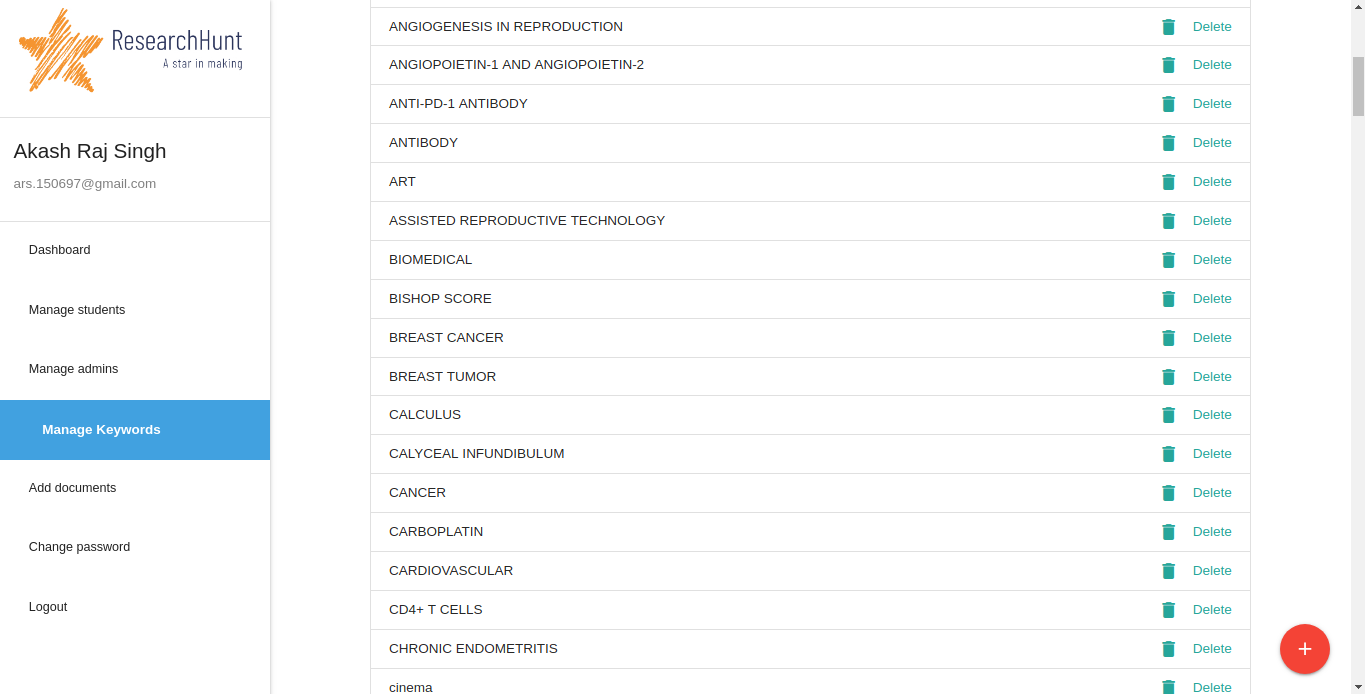 ResearchHunt
A star in making
Akash Raj Singh
ars.150697@gmail.com
Dashboard
Manage students
Manage admins
Manage Keywords
Add documents
Change password
Logout
ANGIOGENESIS IN REPRODUCTION Delete
ANGIOPOIETIN-1 AND ANGIOPOIETIN-2 Delete
ANTI-PD-1 ANTIBODY Delete
ANTIBODY Delete
ART Delete
ASSISTED REPRODUCTIVE TECHNOLOGY Delete
BIOMEDICAL Delete
BISHOP SCORE Delete
BREAST CANCER Delete
BREAST TUMOR Delete
CALCULUS Delete
CALYCEAL INFUNDIBULUM Delete
CANCER Delete
CARBOPLATIN Delete
CARDIOVASCULAR Delete
CD4+ T CELLS Delete
CHRONIC ENDOMETRITIS Delete
cinema Delete
+